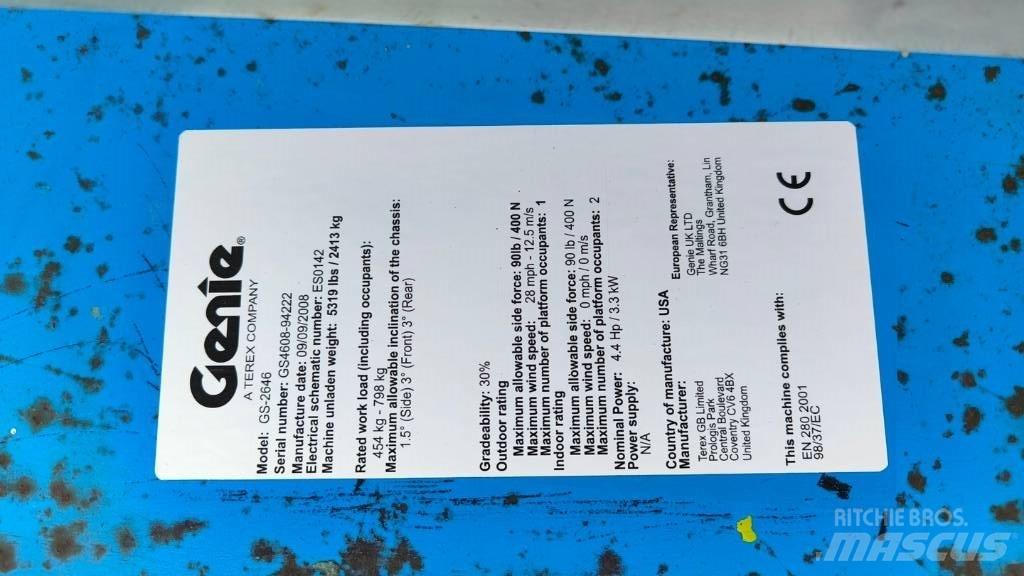 Genie®
A TEREX COMPANY
Model: GS-2646
Serial number: GS4608-94222
Manufacture date: 09/09/2008
Electrical schematic number: ES0142
Machine unladen weight: 5319 lbs / 2413 kg
Rated work load (including occupants):
454 kg - 798 kg
Maximum allowable inclination of the chassis:
1.5° (Side) 3° (Front) 3° (Rear)
Gradeability: 30%
Outdoor rating
Maximum allowable side force: 90lb / 400 N
Maximum wind speed: 28 mph - 12.5 m/s
Maximum number of platform occupants: 1
Indoor rating
Maximum allowable side force: 90 lb / 400 N
Maximum wind speed: 0 mph / 0 m/s
Maximum number of platform occupants: 2
Nominal Power: 4.4 Hp / 3.3 kW
Power supply:
N/A
Country of manufacture: USA
Manufacturer:
Terex GBL Limited
Prologis Park
Central Boulevard
Coventry CV6 4BX
United Kingdom
European Representative:
Genie UK LTD
The Maltings
Wharf Road, Grantham, Lin
NG31 6BH United Kingdom
This machine complies with:
EN 280 2001
98/37/EC
CE
RITCHIE BROS.
MASCUS